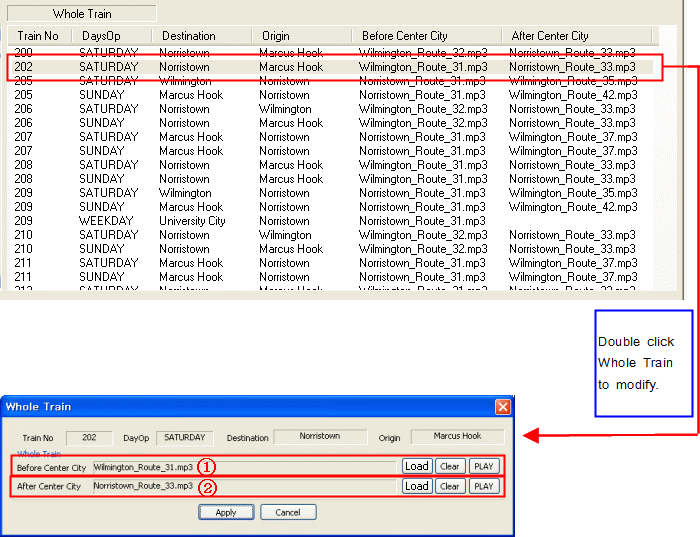 Whole Train
Train No DaysOp Destination Origin Before Center City After Center City
200 SATURDAY Norristown Marcus Hook Wilmington_Route_32.mp3 Norristown_Route_33.mp3
202 SATURDAY Norristown Marcus Hook Wilmington_Route_31.mp3 Norristown_Route_33.mp3
205 SATURDAY Wilmington Norristown Norristown_Route_31.mp3 Wilmington_Route_35.mp3
205 SUNDAY Marcus Hook Norristown Norristown_Route_31.mp3 Wilmington_Route_42.mp3
206 SATURDAY Norristown Wilmington Wilmington_Route_32.mp3 Norristown_Route_33.mp3
206 SUNDAY Norristown Marcus Hook Wilmington_Route_32.mp3 Norristown_Route_33.mp3
207 SATURDAY Marcus Hook Norristown Norristown_Route_31.mp3 Wilmington_Route_37.mp3
207 SUNDAY Marcus Hook Norristown Norristown_Route_31.mp3 Wilmington_Route_37.mp3
208 SATURDAY Norristown Marcus Hook Wilmington_Route_31.mp3 Norristown_Route_33.mp3
208 SUNDAY Norristown Marcus Hook Wilmington_Route_31.mp3 Norristown_Route_33.mp3
209 SATURDAY Wilmington Norristown Norristown_Route_31.mp3 Wilmington_Route_35.mp3
209 SUNDAY Marcus Hook Norristown Norristown_Route_31.mp3 Wilmington_Route_42.mp3
209 WEEKDAY University City Norristown Norristown_Route_31.mp3
210 SATURDAY Norristown Wilmington Wilmington_Route_32.mp3 Norristown_Route_33.mp3
210 SUNDAY Norristown Marcus Hook Wilmington_Route_32.mp3 Norristown_Route_33.mp3
211 SATURDAY Marcus Hook Norristown Norristown_Route_31.mp3 Wilmington_Route_37.mp3
211 SUNDAY Marcus Hook Norristown Norristown_Route_31.mp3 Wilmington_Route_37.mp3
212 SATURDAY Norristown Marcus Hook
Double click
Whole Train
to modify.
Whole Train
Train No 202 DayOp SATURDAY Destination Norristown Origin Marcus Hook
Whole Train
Before Center City Wilmington_Route_31.mp3 ① Load Clear PLAY
After Center City Norristown_Route_33.mp3 ② Load Clear PLAY
Apply Cancel